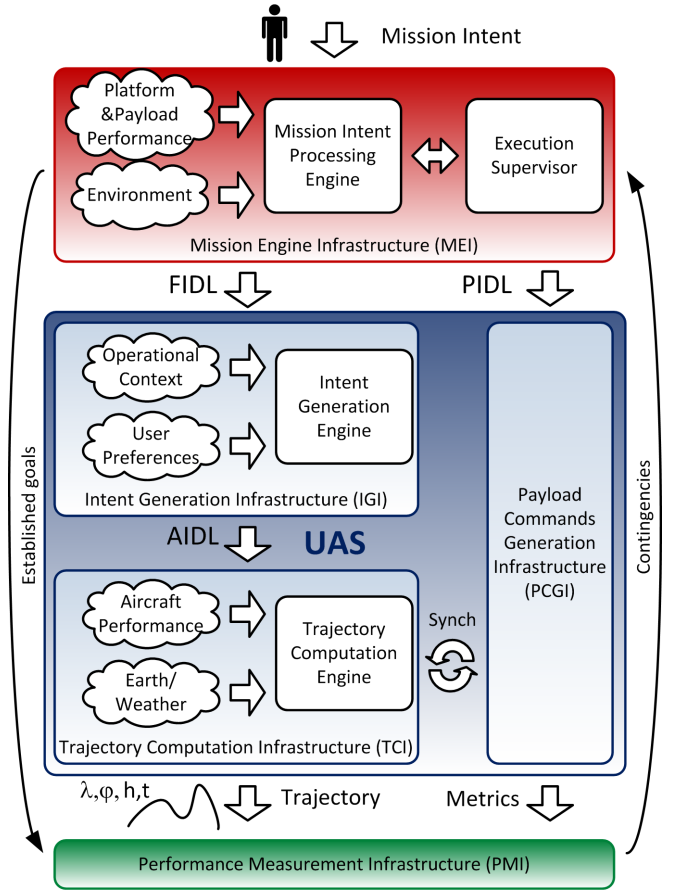 Mission Intent
Platform
&Payload
Performance
Environment
Mission Intent
Processing
Engine
Execution
Supervisor
Mission Engine Infrastructure (MEI)
FIDL
PIDL
Operational
Context
User
Preferences
Intent
Generation
Engine
Intent Generation Infrastructure (IGI)
AIDL
UAS
Aircraft
Performance
Earth/
Weather
Trajectory
Computation
Engine
Trajectory Computation Infrastructure (TCI)
Synch
Payload
Commands
Generation
Infrastructure
(PCGI)
Established goals
Contingencies
λ,φ, h,t
Trajectory
Metrics
Performance Measurement Infrastructure (PMI)